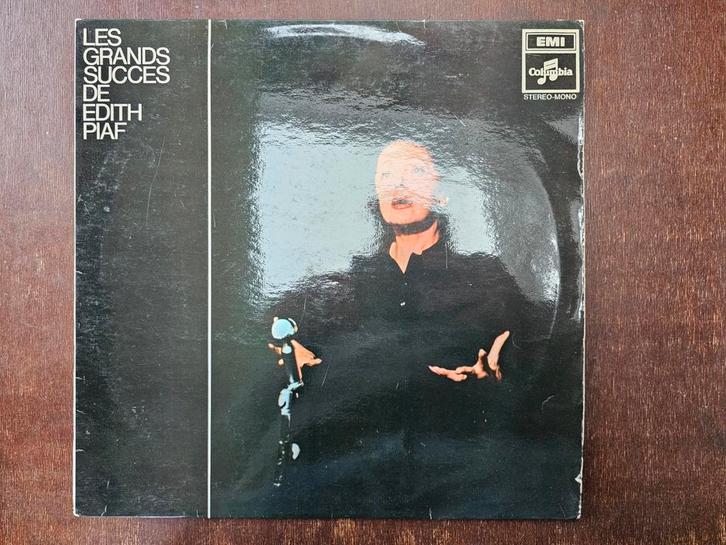 LES
GRANDS
SUCCES
DE
EDITH
PIAF
EMI
Columbia
STEREO-MONO